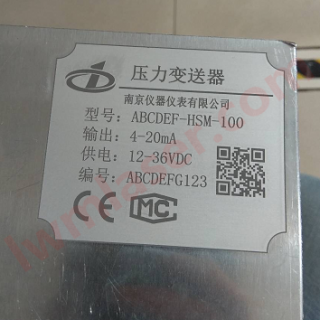 压力变送器
南京仪器仪表有限公司
型号: ABCDEF-HSM-100
输出: 4-20mA
供电: 12-36VDC
编号: ABCDEFG123
CE MC